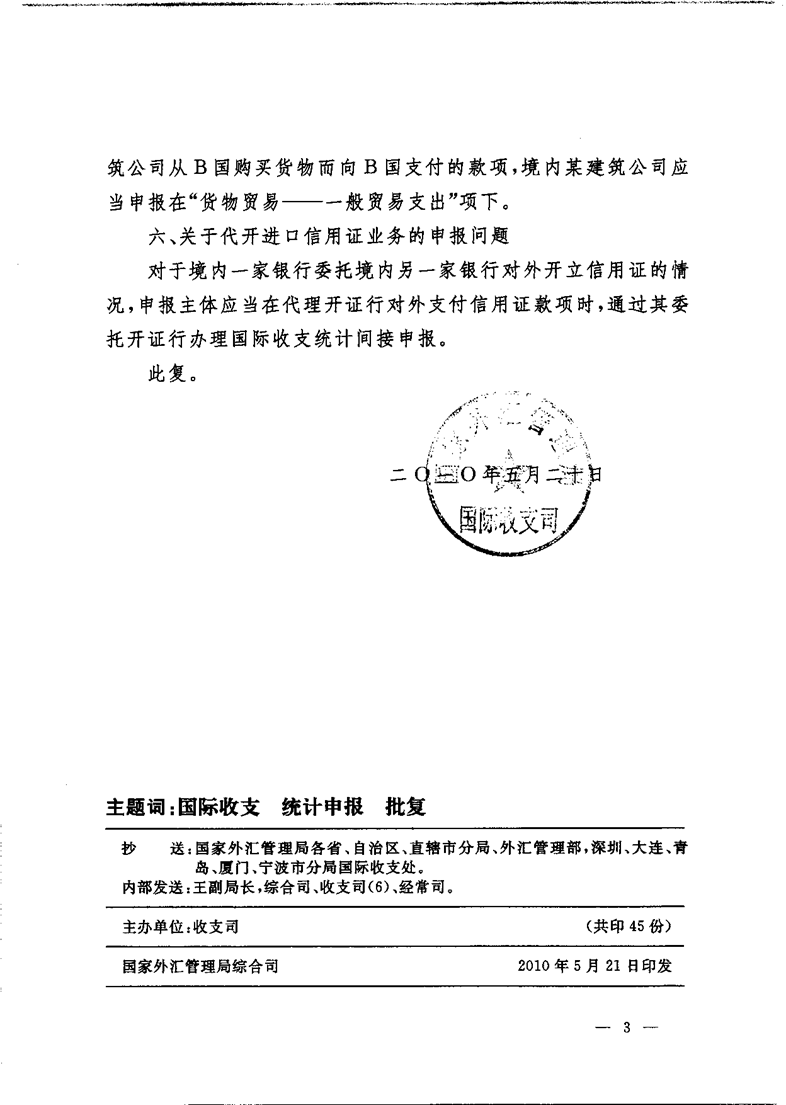 筑公司从B国购买货物而向B国支付的款项,境内某建筑公司应
当申报在“货物贸易——一般贸易支出”项下。
六、关于代开进口信用证业务的申报问题
对于境内一家银行委托境内另一家银行对外开立信用证的情
况,申报主体应当在代理开证行对外支付信用证款项时,通过其委
托开证行办理国际收支统计间接申报。
此复。
外汇管理
二〇一〇年五月二十日
国际收支司
主题词:国际收支 统计申报 批复
抄 送:国家外汇管理局各省、自治区、直辖市分局、外汇管理部,深圳、大连、青
岛、厦门、宁波市分局国际收支处。
内部发送:王副局长,综合司、收支司(6)、经常司。
主办单位:收支司 (共印45份)
国家外汇管理局综合司 2010年5月21日印发
— 3 —